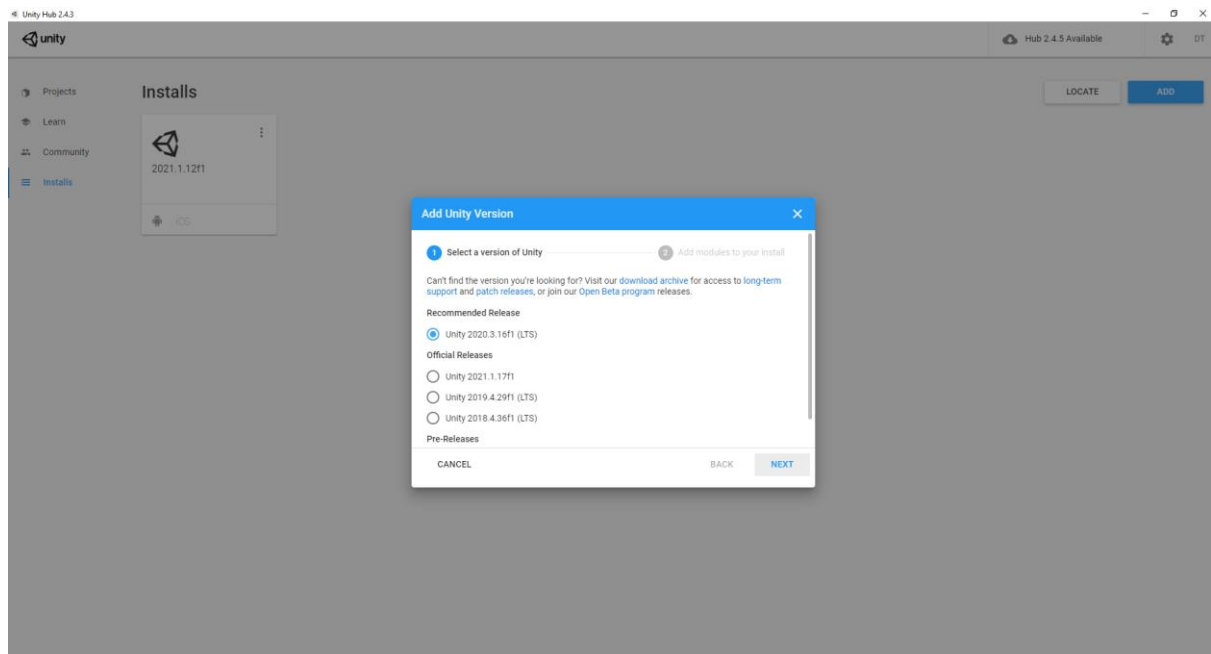 Unity Hub 2.4.3
unity
Hub 2.4.5 Available
DT
Projects
Learn
Community
Installs
Installs
LOCATE
ADD
2021.1.12f1
iOS
Add Unity Version
1 Select a version of Unity
2 Add modules to your install
Can't find the version you're looking for? Visit our download archive for access to long-term
support and patch releases, or join our Open Beta program releases.
Recommended Release
Unity 2020.3.16f1 (LTS)
Official Releases
Unity 2021.1.17f1
Unity 2019.4.29f1 (LTS)
Unity 2018.4.36f1 (LTS)
Pre-Releases
CANCEL
BACK
NEXT